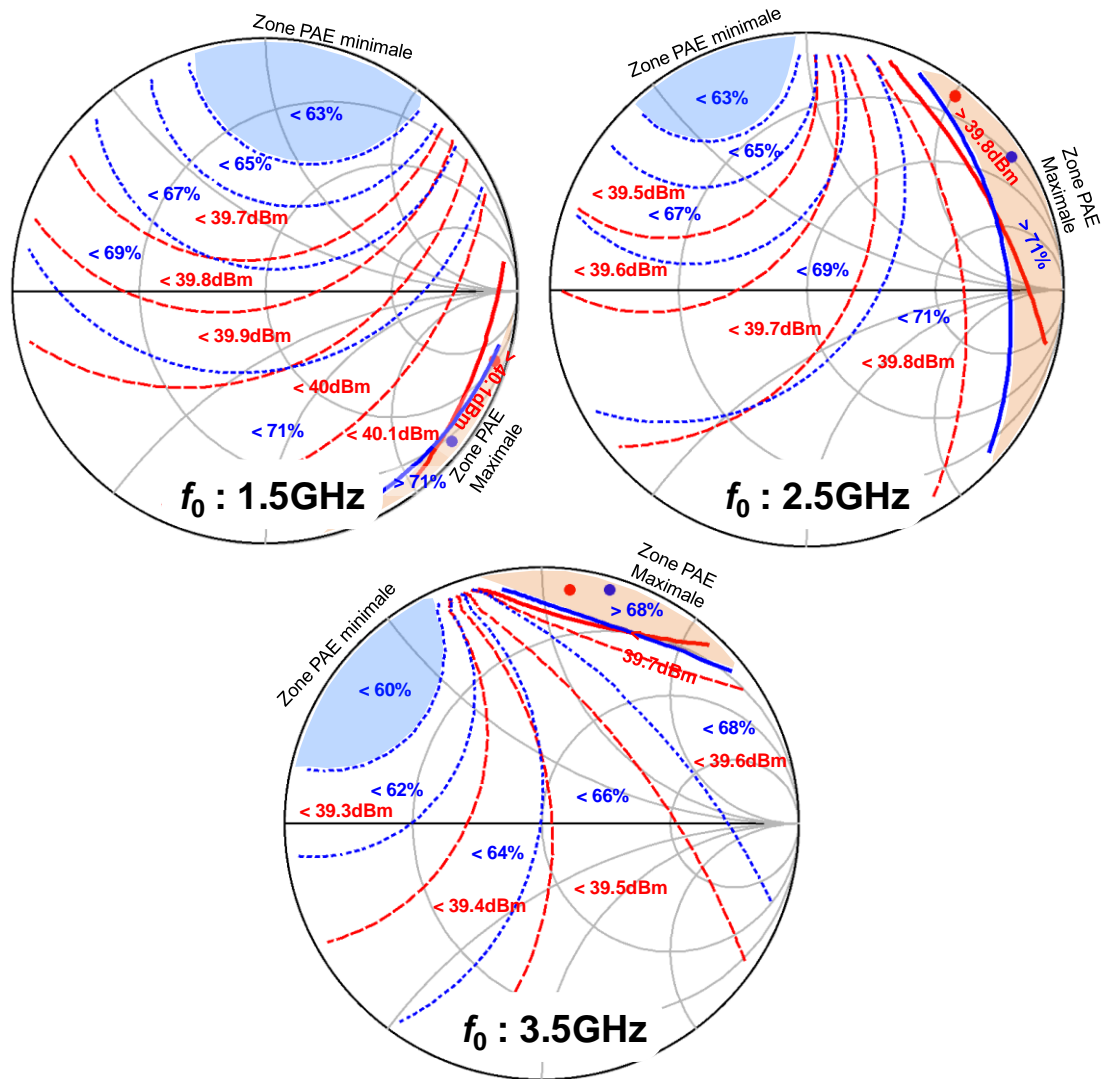 Zone PAE minimale
< 63%
< 65%
< 67%
< 39.7dBm
< 69%
< 39.8dBm
< 39.9dBm
< 40dBm
> 40.1dBm
< 71%
< 40.1dBm
Zone PAE
Maximale
> 71%
f0 : 1.5GHz
Zone PAE minimale
< 63%
> 39.8dBm
Zone PAE
Maximale
< 65%
< 39.5dBm
< 67%
> 71%
< 39.6dBm
< 69%
< 39.7dBm
< 71%
< 39.8dBm
f0 : 2.5GHz
Zone PAE
Maximale
Zone PAE minimale
> 68%
39.7dBm
< 60%
< 68%
< 39.6dBm
< 62%
< 66%
< 39.3dBm
< 64%
< 39.5dBm
< 39.4dBm
f0 : 3.5GHz